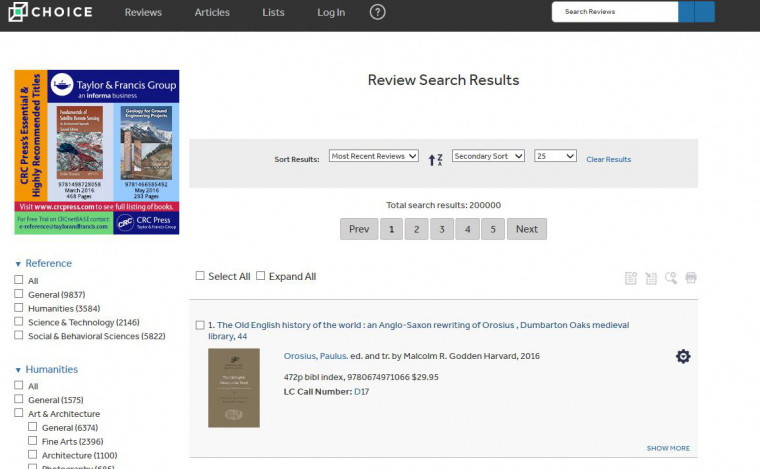 CHOICE
Reviews
Articles
Lists
Log In
?
Search Reviews
CRC Press's Essential &
Highly Recommended Titles
Taylor & Francis Group
an informa business
Fundamentals of
Satellite Remote Sensing
Geology for Ground
Engineering Projects
9781498728058
March 2016
468 Pages
9781466585492
May 2016
293 Pages
Visit www.crcpress.com to see full listing of books.
For Free Trial on CRCnetBASE contact:
e-reference@taylorandfrancis.com
CRC
CRC Press
Taylor & Francis Group
Review Search Results
Sort Results:
Most Recent Reviews
Z
A
Secondary Sort
25
Clear Results
Total search results: 200000
Prev
1
2
3
4
5
Next
▼ Reference
All
General (9837)
Humanities (3584)
Science & Technology (2146)
Social & Behavioral Sciences (5822)
▼ Humanities
All
General (1575)
Art & Architecture
General (6374)
Fine Arts (2396)
Architecture (1100)
Photography (685)
Select All
Expand All
1. The Old English history of the world : an Anglo-Saxon rewriting of Orosius , Dumbarton Oaks medieval
library, 44
Orosius, Paulus. ed. and tr. by Malcolm R. Godden Harvard, 2016
472p bibl index, 9780674971066 $29.95
LC Call Number: D17
SHOW MORE